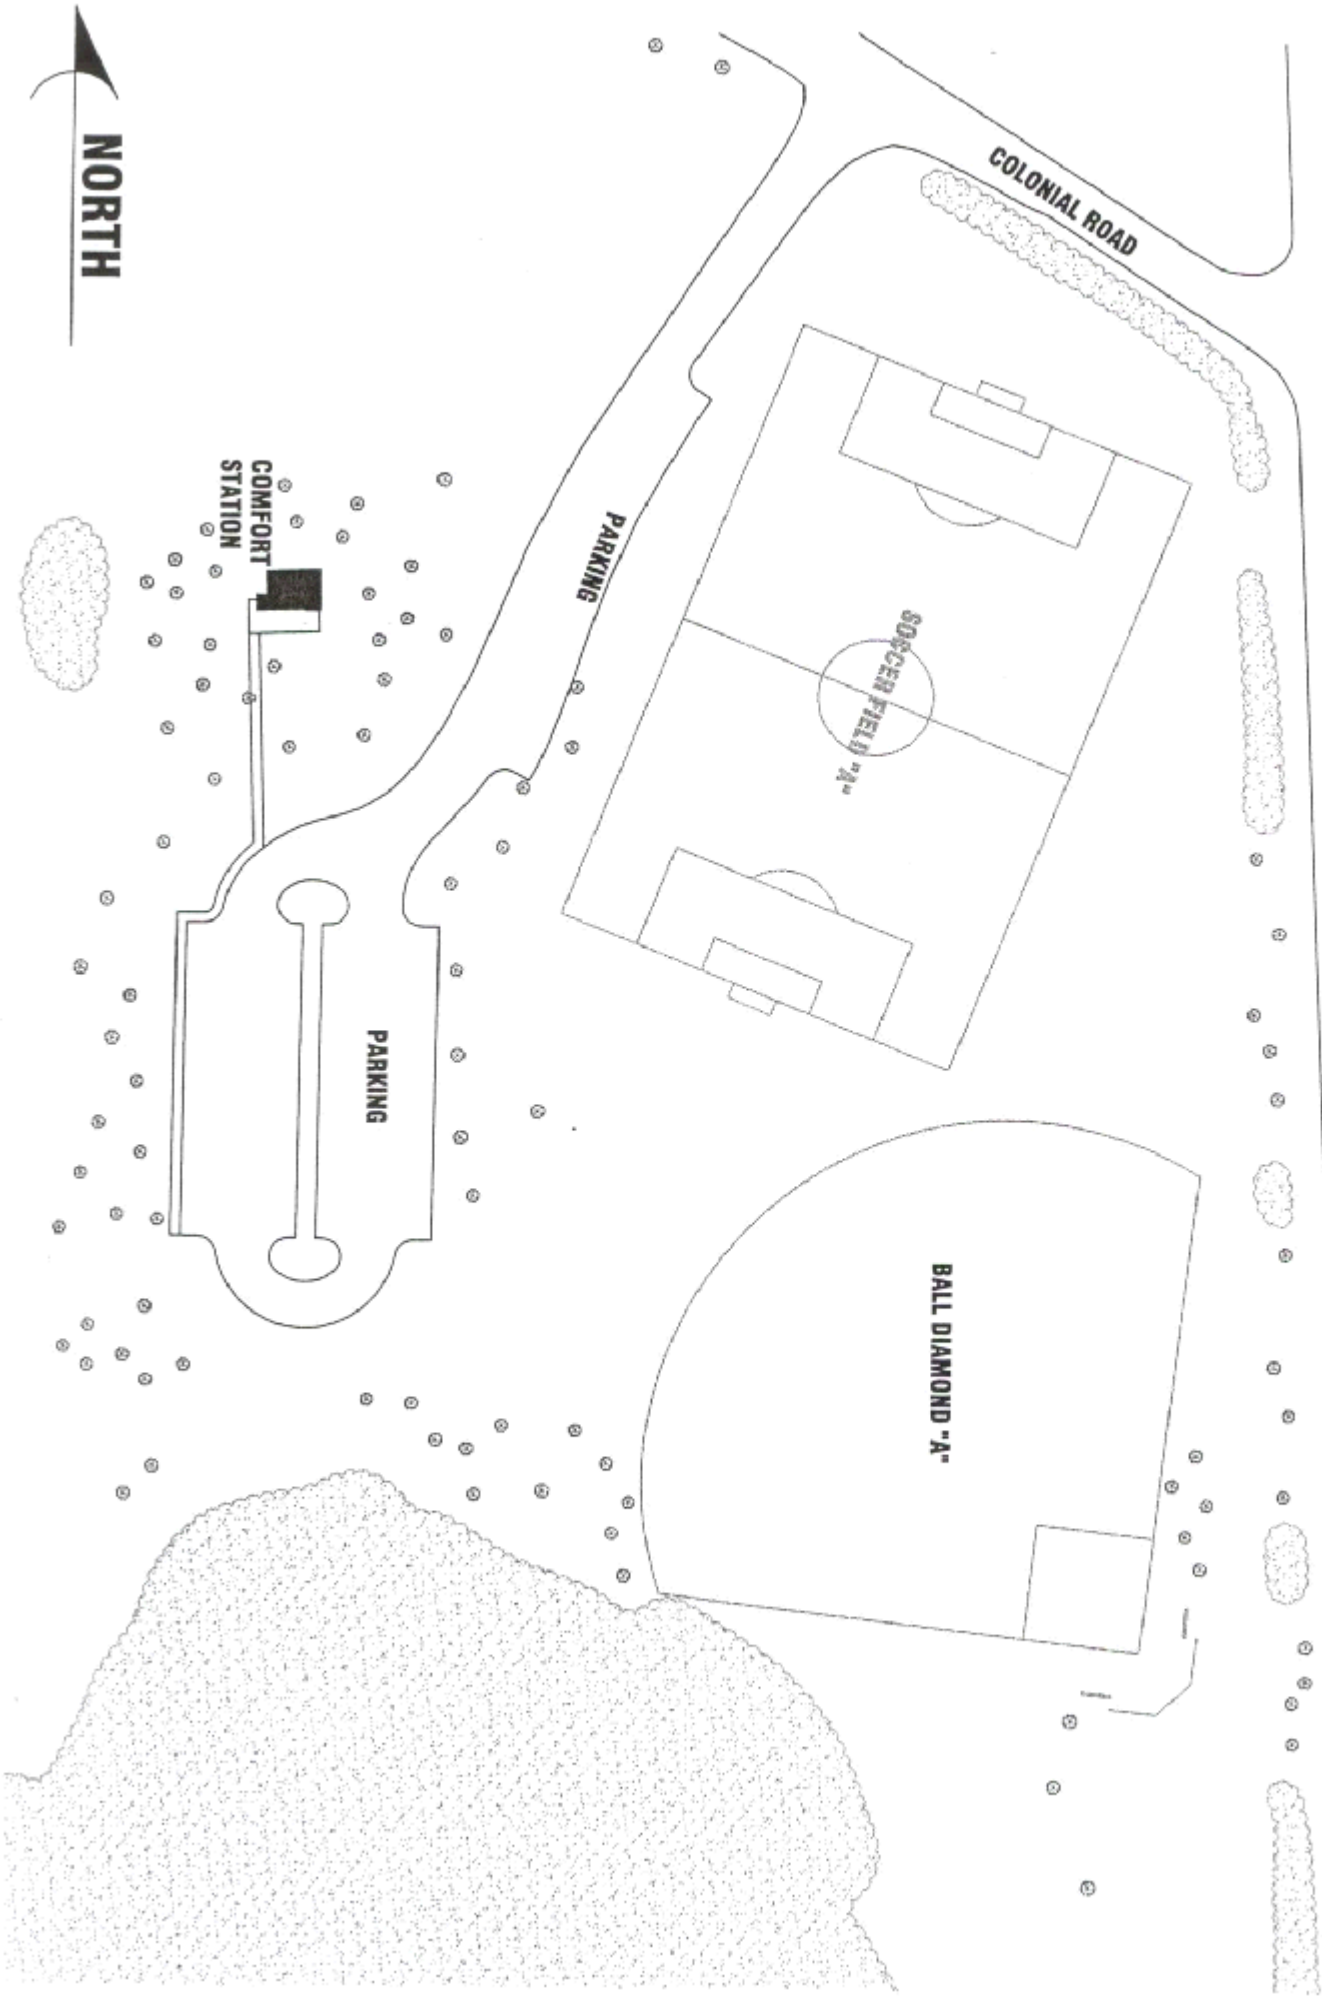 NORTH
COLONIAL ROAD
COMFORT
STATION
PARKING
SOCCER FIELD "A"
PARKING
BALL DIAMOND "A"